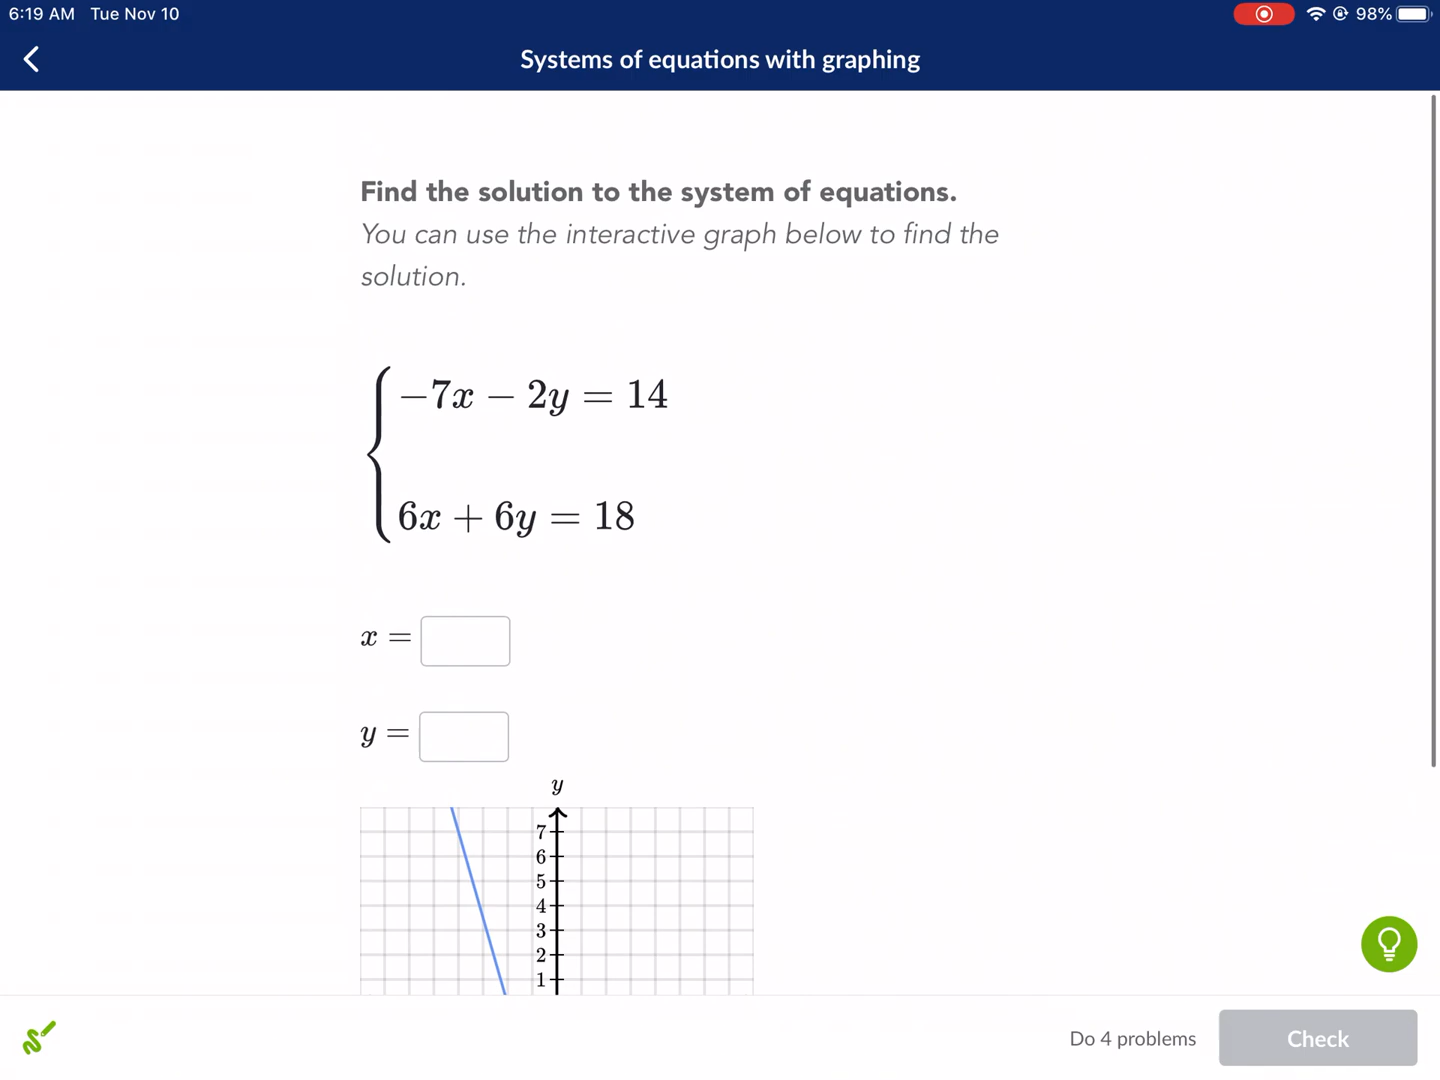 6:19 AM Tue Nov 10
98%
Systems of equations with graphing
Find the solution to the system of equations.
You can use the interactive graph below to find the
solution.
−7x − 2y = 14
6x + 6y = 18
x =
y =
y
7
6
5
4
3
2
1
Do 4 problems
Check